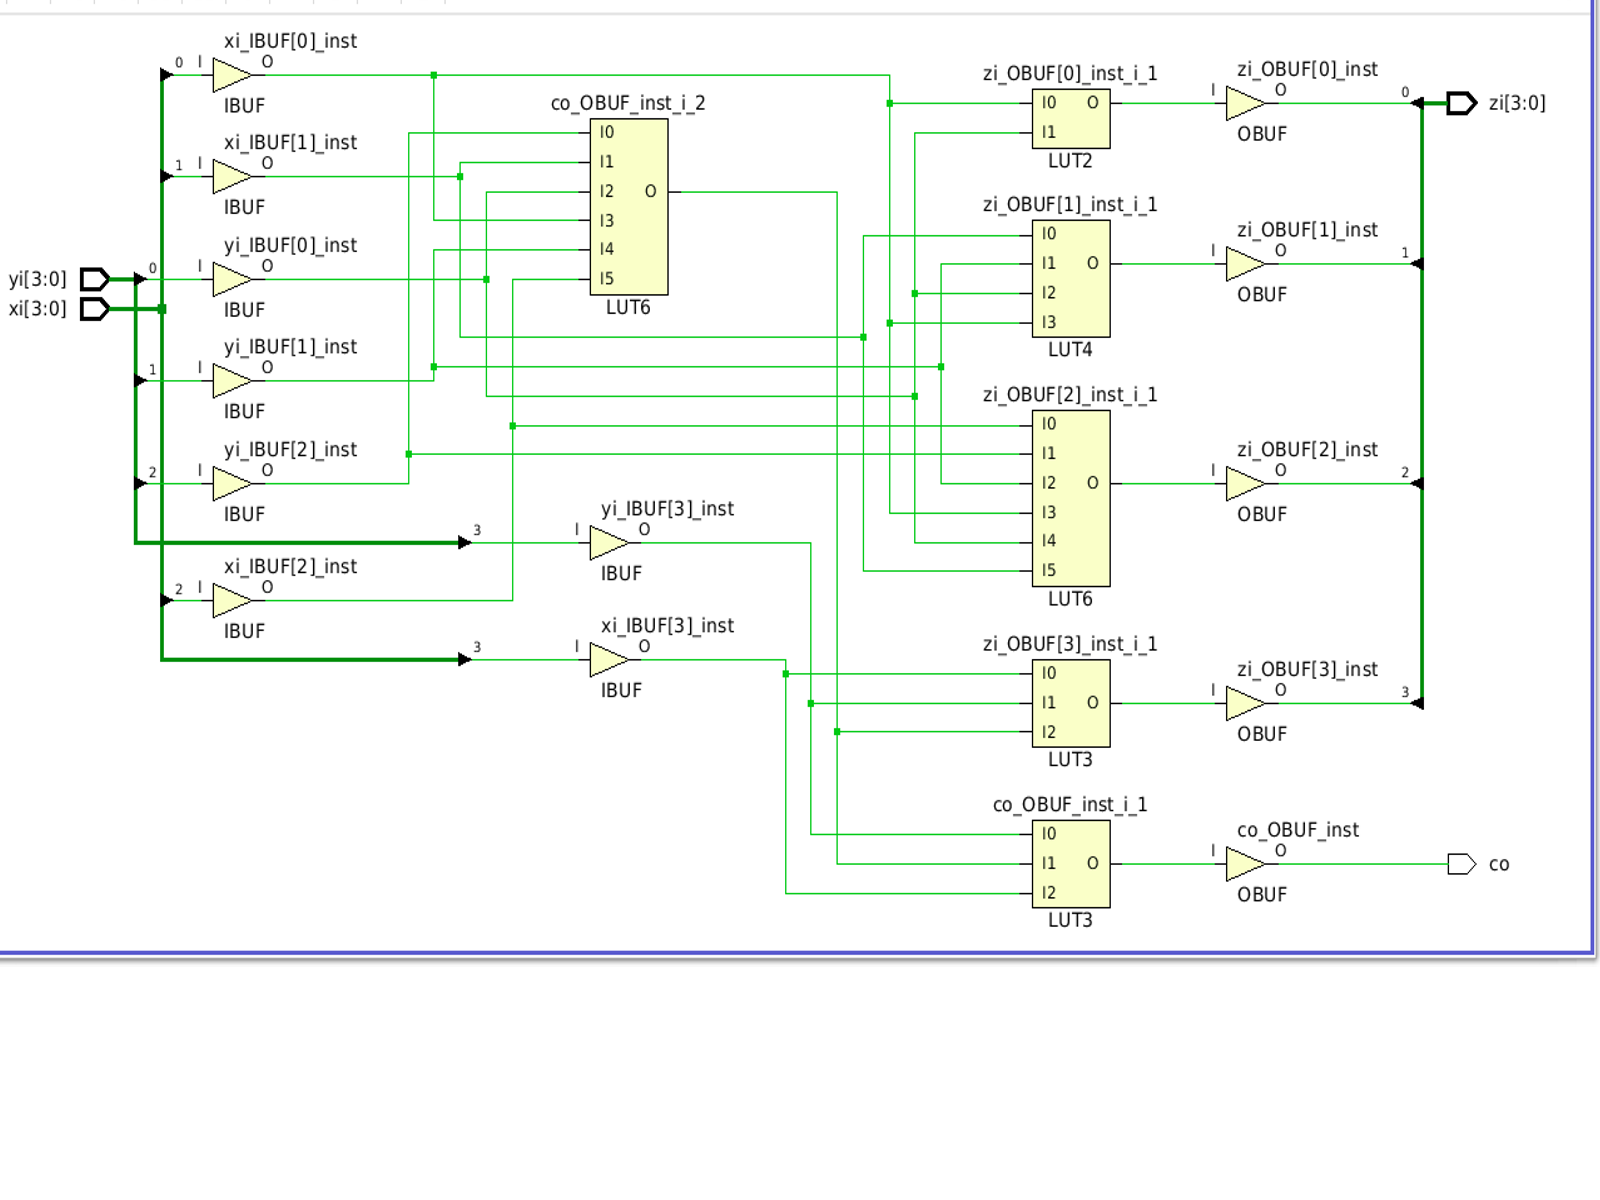 xi_IBUF[0]_inst
0 I O
IBUF
xi_IBUF[1]_inst
1 I O
IBUF
yi_IBUF[0]_inst
yi[3:0] 0 I O
xi[3:0]
IBUF
yi_IBUF[1]_inst
1 I O
IBUF
yi_IBUF[2]_inst
2 I O
IBUF
xi_IBUF[2]_inst
2 I O
IBUF
co_OBUF_inst_i_2
I0
I1
I2 O
I3
I4
I5
LUT6
yi_IBUF[3]_inst
3 I O
IBUF
xi_IBUF[3]_inst
3 I O
IBUF
zi_OBUF[0]_inst_i_1
I0 O
I1
LUT2
zi_OBUF[1]_inst_i_1
I0
I1 O
I2
I3
LUT4
zi_OBUF[2]_inst_i_1
I0
I1
I2 O
I3
I4
I5
LUT6
zi_OBUF[3]_inst_i_1
I0
I1 O
I2
LUT3
co_OBUF_inst_i_1
I0
I1 O
I2
LUT3
zi_OBUF[0]_inst
I O 0 zi[3:0]
OBUF
zi_OBUF[1]_inst
I O 1
OBUF
zi_OBUF[2]_inst
I O 2
OBUF
zi_OBUF[3]_inst
I O 3
OBUF
co_OBUF_inst
I O co
OBUF